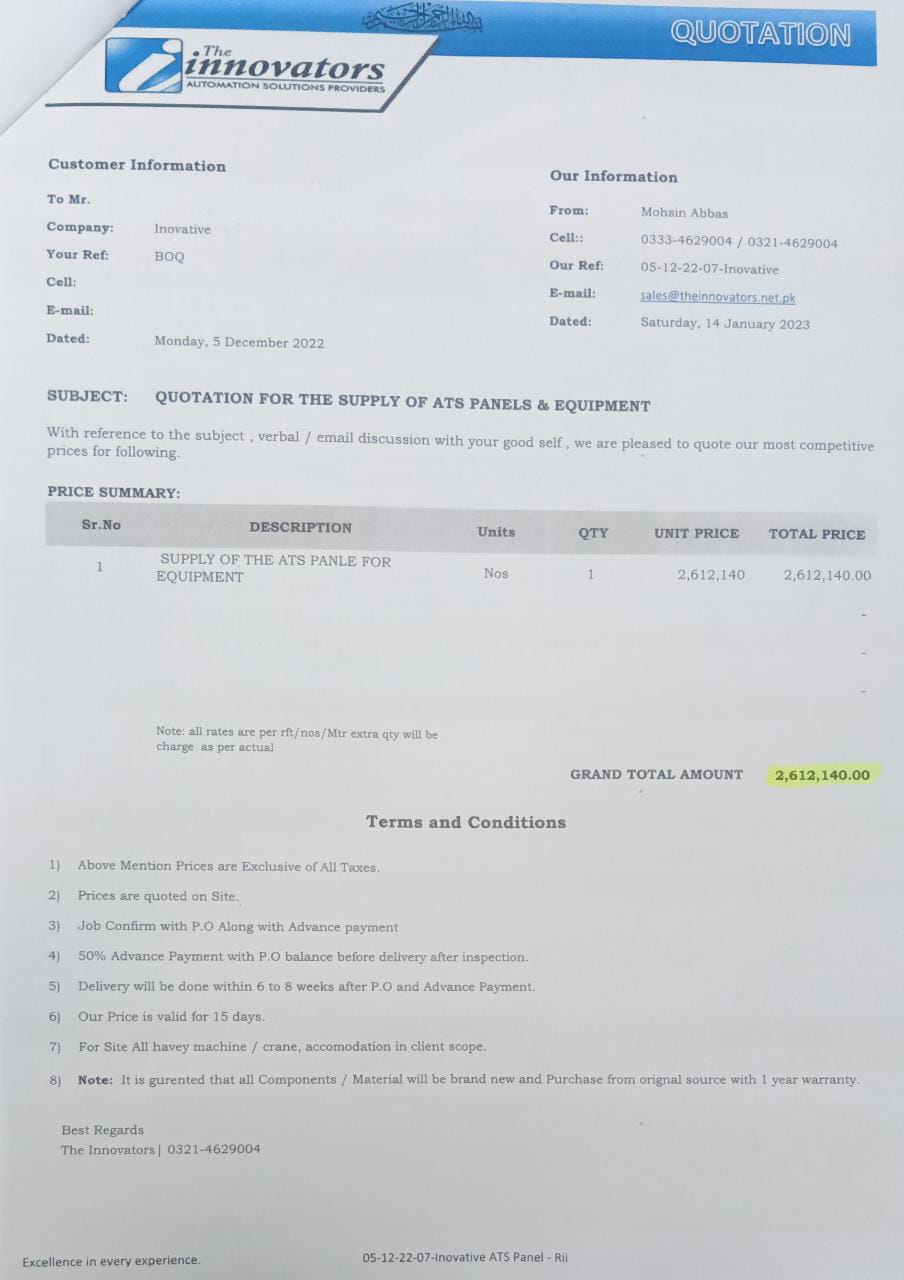 QUOTATION
The
innovators
AUTOMATION SOLUTIONS PROVIDERS
Customer Information
To Mr.
Company: Inovative
Your Ref: BOQ
Cell:
E-mail:
Dated: Monday, 5 December 2022
Our Information
From: Mohsin Abbas
Cell:: 0333-4629004 / 0321-4629004
Our Ref: 05-12-22-07-Inovative
E-mail: sales@theinnovators.net.pk
Dated: Saturday, 14 January 2023
SUBJECT: QUOTATION FOR THE SUPPLY OF ATS PANELS & EQUIPMENT
With reference to the subject , verbal / email discussion with your good self , we are pleased to quote our most competitive
prices for following.
PRICE SUMMARY:
Sr.No DESCRIPTION Units QTY UNIT PRICE TOTAL PRICE
1 SUPPLY OF THE ATS PANLE FOR
EQUIPMENT Nos 1 2,612,140 2,612,140.00
-
-
-
Note: all rates are per rft/nos/Mtr extra qty will be
charge as per actual
GRAND TOTAL AMOUNT 2,612,140.00
Terms and Conditions
1) Above Mention Prices are Exclusive of All Taxes.
2) Prices are quoted on Site.
3) Job Confirm with P.O Along with Advance payment
4) 50% Advance Payment with P.O balance before delivery after inspection.
5) Delivery will be done within 6 to 8 weeks after P.O and Advance Payment.
6) Our Price is valid for 15 days.
7) For Site All havey machine / crane, accomodation in client scope.
8) Note: It is gurented that all Components / Material will be brand new and Purchase from orignal source with 1 year warranty.
Best Regards
The Innovators| 0321-4629004
Excellence in every experience.
05-12-22-07-Inovative ATS Panel - Rii